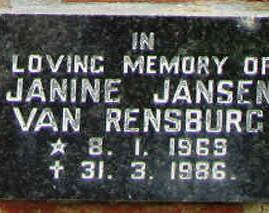 IN
LOVING MEMORY OF
JANINE JANSEN
VAN RENSBURG
☆ 8. 1. 1969
✝ 31. 3. 1986.